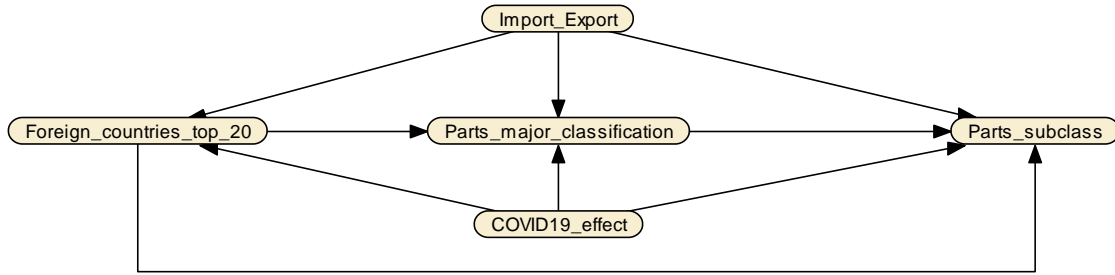 Import_Export
Foreign_countries_top_20
Parts_major_classification
Parts_subclass
COVID19_effect